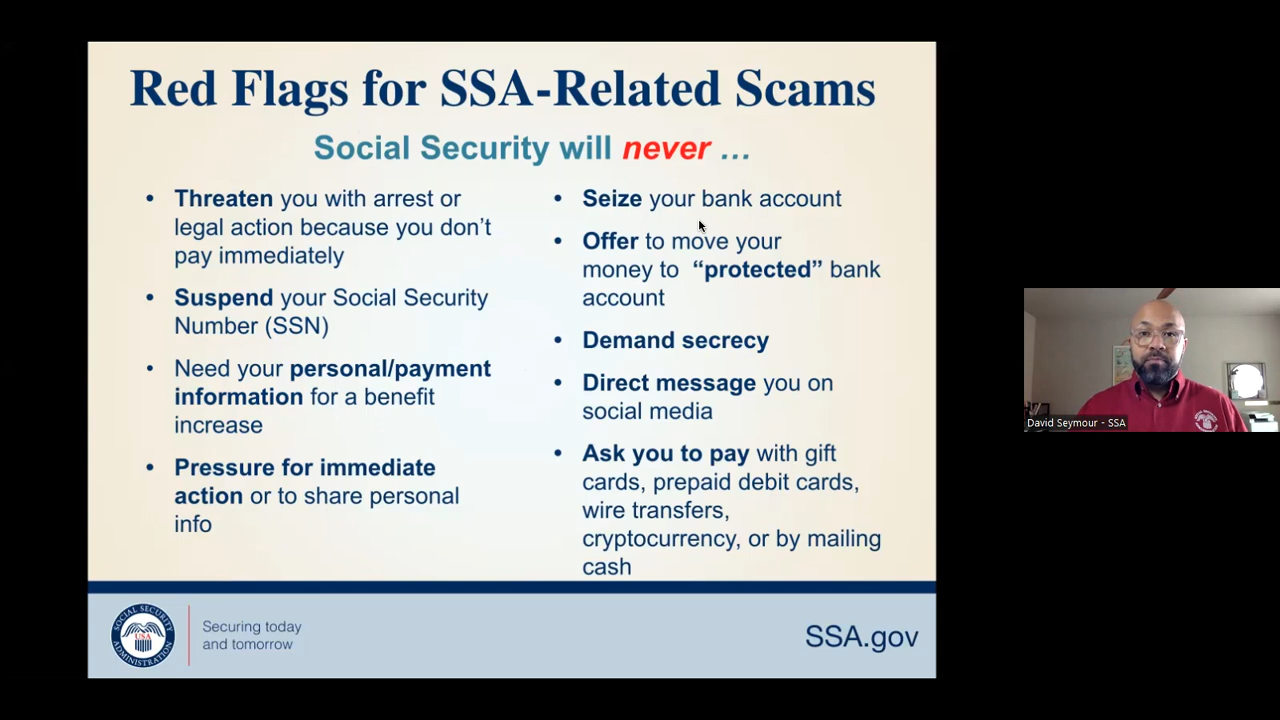 Red Flags for SSA-Related Scams
Social Security will never …
• Threaten you with arrest or
legal action because you don’t
pay immediately
• Suspend your Social Security
Number (SSN)
• Need your personal/payment
information for a benefit
increase
• Pressure for immediate
action or to share personal
info
• Seize your bank account
• Offer to move your
money to “protected” bank
account
• Demand secrecy
• Direct message you on
social media
• Ask you to pay with gift
cards, prepaid debit cards,
wire transfers,
cryptocurrency, or by mailing
cash
SOCIAL SECURITY ADMINISTRATION
USA
Securing today
and tomorrow
SSA.gov
David Seymour - SSA